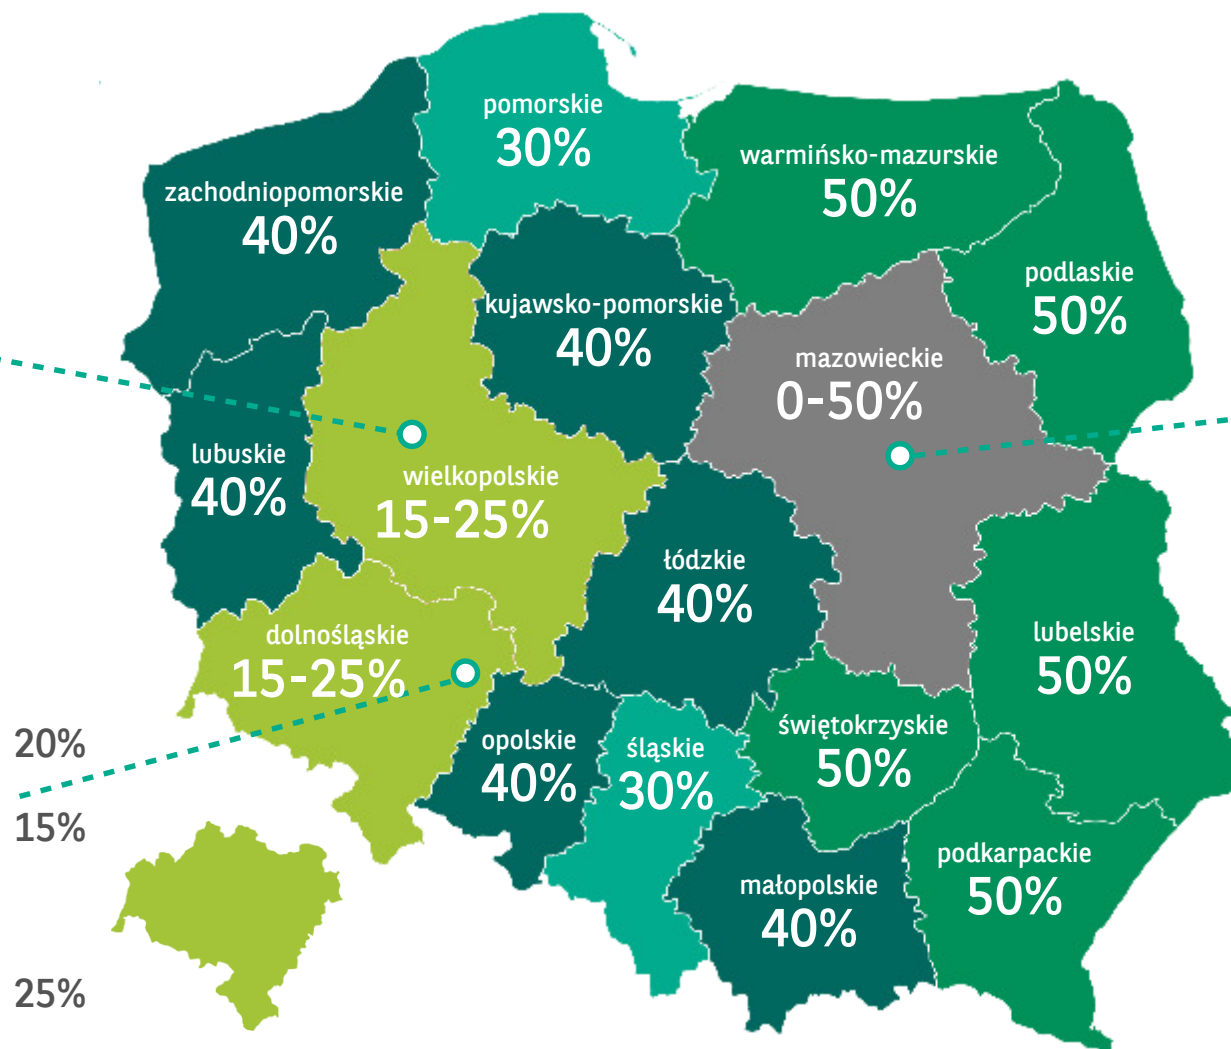 pomorskie
30%
warmińsko-mazurskie
50%
zachodniopomorskie
40%
podlaskie
50%
kujawsko-pomorskie
40%
mazowieckie
0-50%
lubuskie
40%
wielkopolskie
15-25%
łódzkie
40%
dolnośląskie
15-25%
lubelskie
50%
świętokrzyskie
50%
opolskie
40%
śląskie
30%
20%
15%
podkarpackie
50%
małopolskie
40%
25%